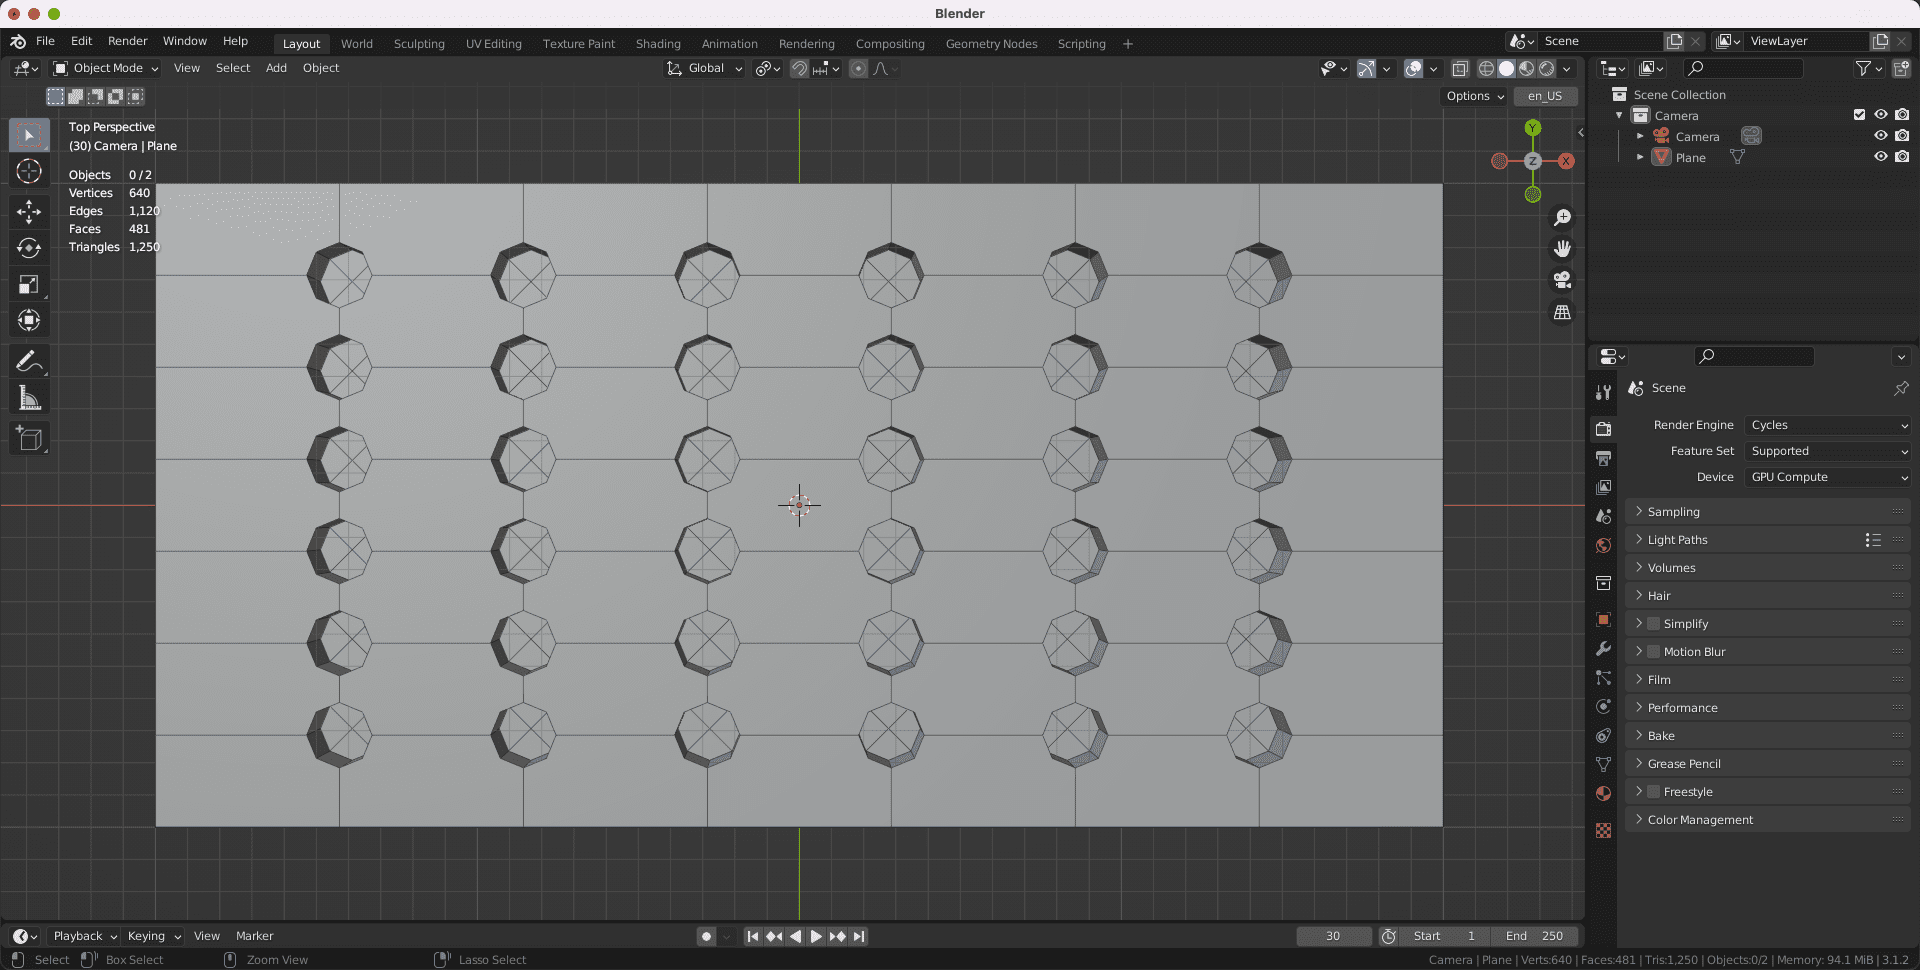 Blender
File Edit Render Window Help Layout World Sculpting UV Editing Texture Paint Shading Animation Rendering Compositing Geometry Nodes Scripting + Scene ViewLayer
Object Mode View Select Add Object Global
Options en_US
Top Perspective
(30) Camera | Plane
Objects 0/2
Vertices 640
Edges 1,120
Faces 481
Triangles 1,250
Y
X
Z
Scene Collection
Camera
Camera
Plane
Scene
Render Engine Cycles
Feature Set Supported
Device GPU Compute
Sampling
Light Paths
Volumes
Hair
Simplify
Motion Blur
Film
Performance
Bake
Grease Pencil
Freestyle
Color Management
Playback Keying View Marker 30 Start 1 End 250
Select Box Select Zoom View Lasso Select Camera | Plane | Verts:640 | Faces:481 | Tris:1,250 | Objects:0/2 | Memory: 94.1 MiB | 3.1.2